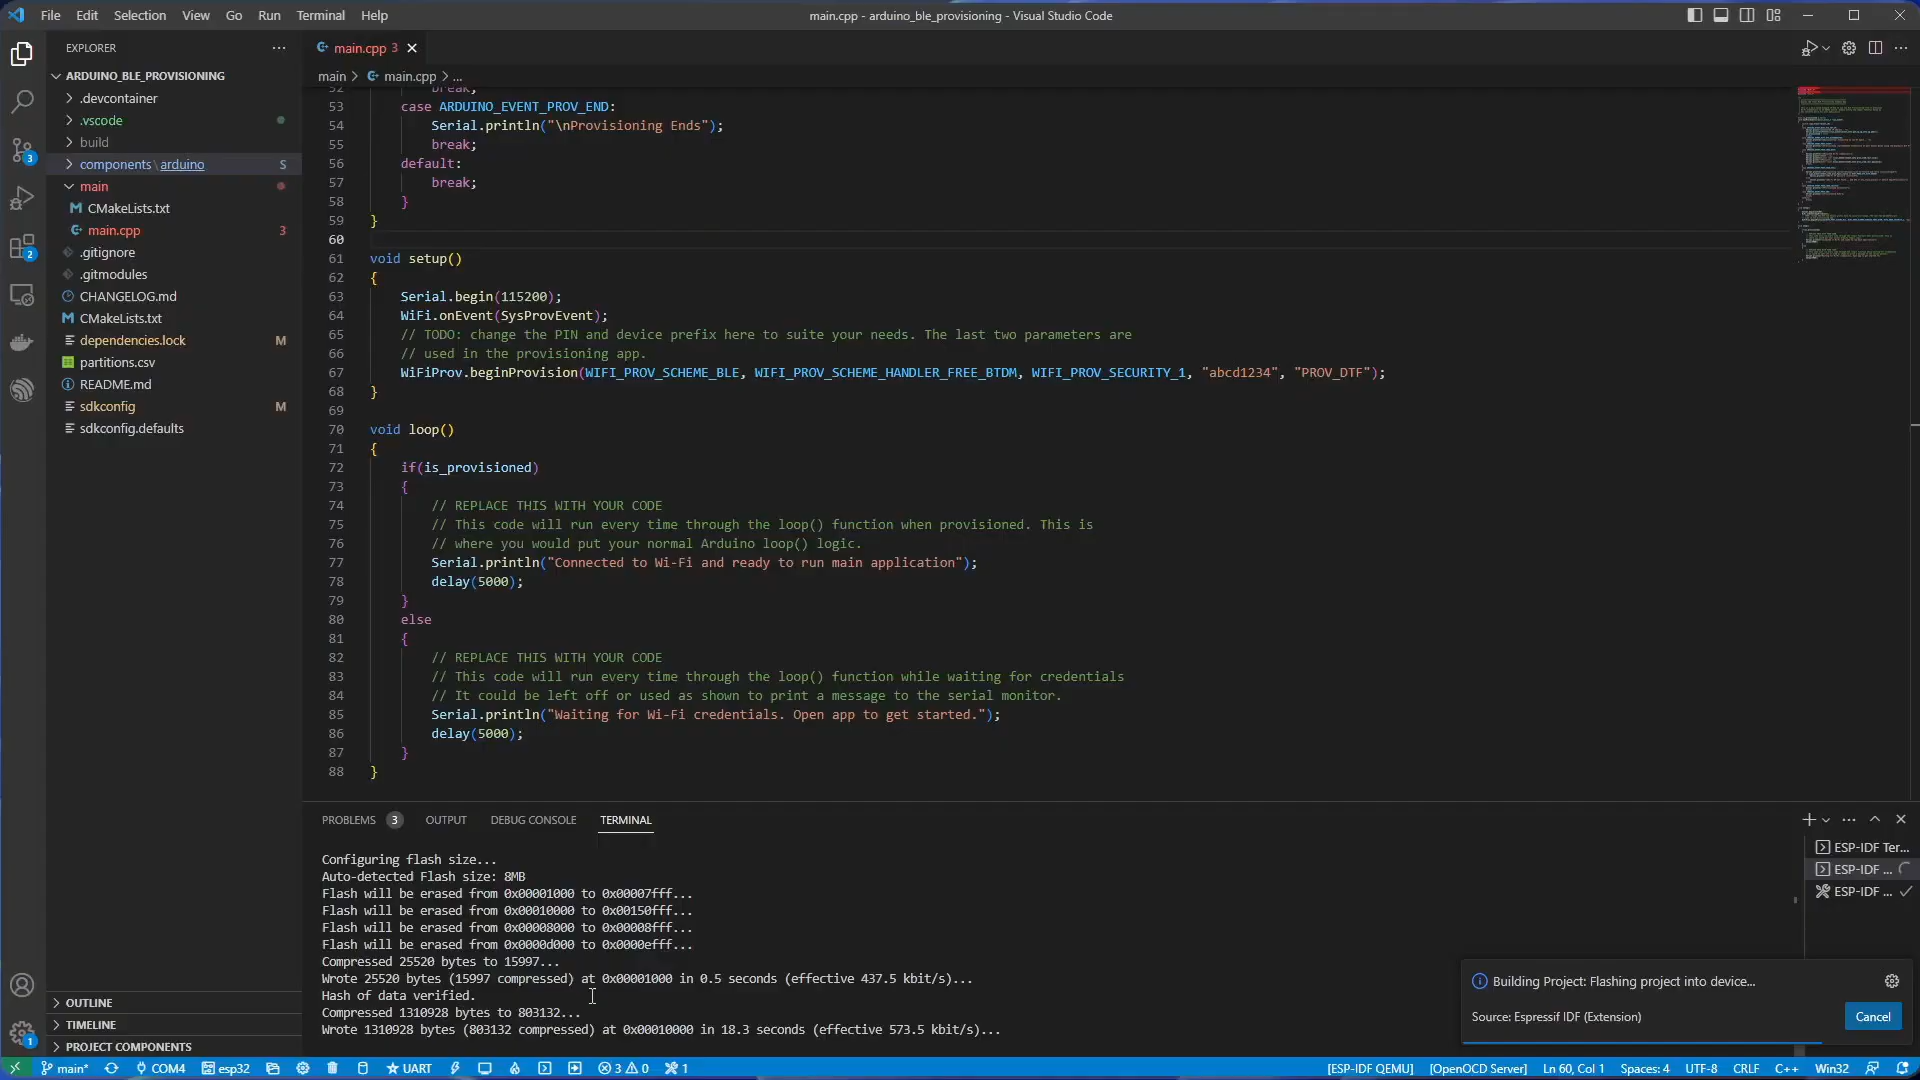 File Edit Selection View Go Run Terminal Help
main.cpp - arduino_ble_provisioning - Visual Studio Code
EXPLORER
ARDUINO_BLE_PROVISIONING
.devcontainer
.vscode
build
components \ arduino S
main
CMakeLists.txt
main.cpp 3
.gitignore
.gitmodules
CHANGELOG.md
CMakeLists.txt
dependencies.lock M
partitions.csv
README.md
sdkconfig M
sdkconfig.defaults
OUTLINE
TIMELINE
PROJECT COMPONENTS
3
2
1
main.cpp 3
main > main.cpp > ...
52 break;
53 case ARDUINO_EVENT_PROV_END:
54 Serial.println("\nProvisioning Ends");
55 break;
56 default:
57 break;
58 }
59 }
60
61 void setup()
62 {
63 Serial.begin(115200);
64 WiFi.onEvent(SysProvEvent);
65 // TODO: change the PIN and device prefix here to suite your needs. The last two parameters are
66 // used in the provisioning app.
67 WiFiProv.beginProvision(WIFI_PROV_SCHEME_BLE, WIFI_PROV_SCHEME_HANDLER_FREE_BTDM, WIFI_PROV_SECURITY_1, "abcd1234", "PROV_DTF");
68 }
69
70 void loop()
71 {
72 if(is_provisioned)
73 {
74 // REPLACE THIS WITH YOUR CODE
75 // This code will run every time through the loop() function when provisioned. This is
76 // where you would put your normal Arduino loop() logic.
77 Serial.println("Connected to Wi-Fi and ready to run main application");
78 delay(5000);
79 }
80 else
81 {
82 // REPLACE THIS WITH YOUR CODE
83 // This code will run every time through the loop() function while waiting for credentials
84 // It could be left off or used as shown to print a message to the serial monitor.
85 Serial.println("Waiting for Wi-Fi credentials. Open app to get started.");
86 delay(5000);
87 }
88 }
PROBLEMS 3 OUTPUT DEBUG CONSOLE TERMINAL
Configuring flash size...
Auto-detected Flash size: 8MB
Flash will be erased from 0x00001000 to 0x00007fff...
Flash will be erased from 0x00010000 to 0x00150fff...
Flash will be erased from 0x00008000 to 0x00008fff...
Flash will be erased from 0x0000d000 to 0x0000efff...
Compressed 25520 bytes to 15997...
Wrote 25520 bytes (15997 compressed) at 0x00001000 in 0.5 seconds (effective 437.5 kbit/s)...
Hash of data verified.
Compressed 1310928 bytes to 803132...
Wrote 1310928 bytes (803132 compressed) at 0x00010000 in 18.3 seconds (effective 573.5 kbit/s)...
ESP-IDF Ter...
ESP-IDF ...
ESP-IDF ...
Building Project: Flashing project into device...
Source: Espressif IDF (Extension)
Cancel
main* COM4 esp32 UART 3 0 1
[ESP-IDF QEMU] [OpenOCD Server] Ln 60, Col 1 Spaces: 4 UTF-8 CRLF C++ Win32